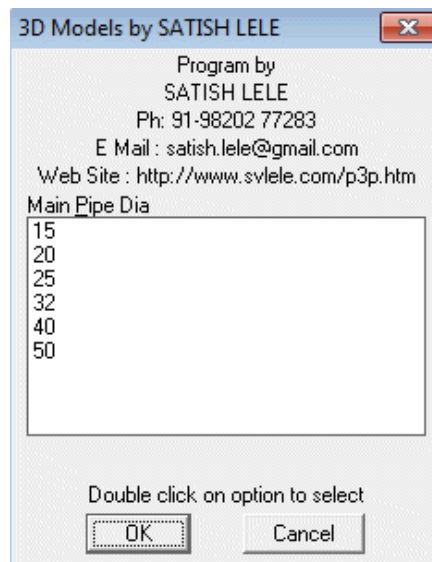 3D Models by SATISH LELE
Program by
SATISH LELE
Ph: 91-98202 77283
E Mail : satish.lele@gmail.com
Web Site : http://www.svlele.com/p3p.htm
Main Pipe Dia
15
20
25
32
40
50
Double click on option to select
OK
Cancel